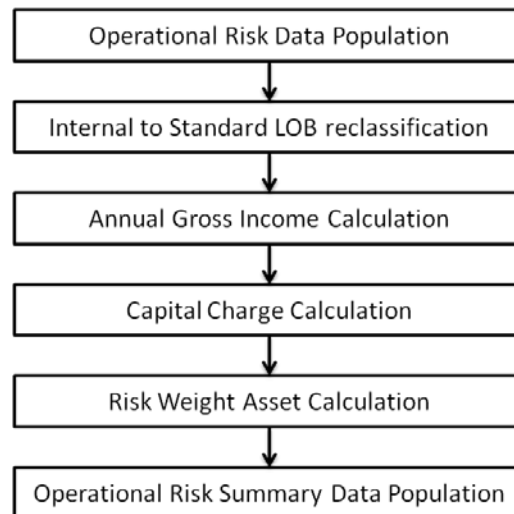 Operational Risk Data Population
Internal to Standard LOB reclassification
Annual Gross Income Calculation
Capital Charge Calculation
Risk Weight Asset Calculation
Operational Risk Summary Data Population